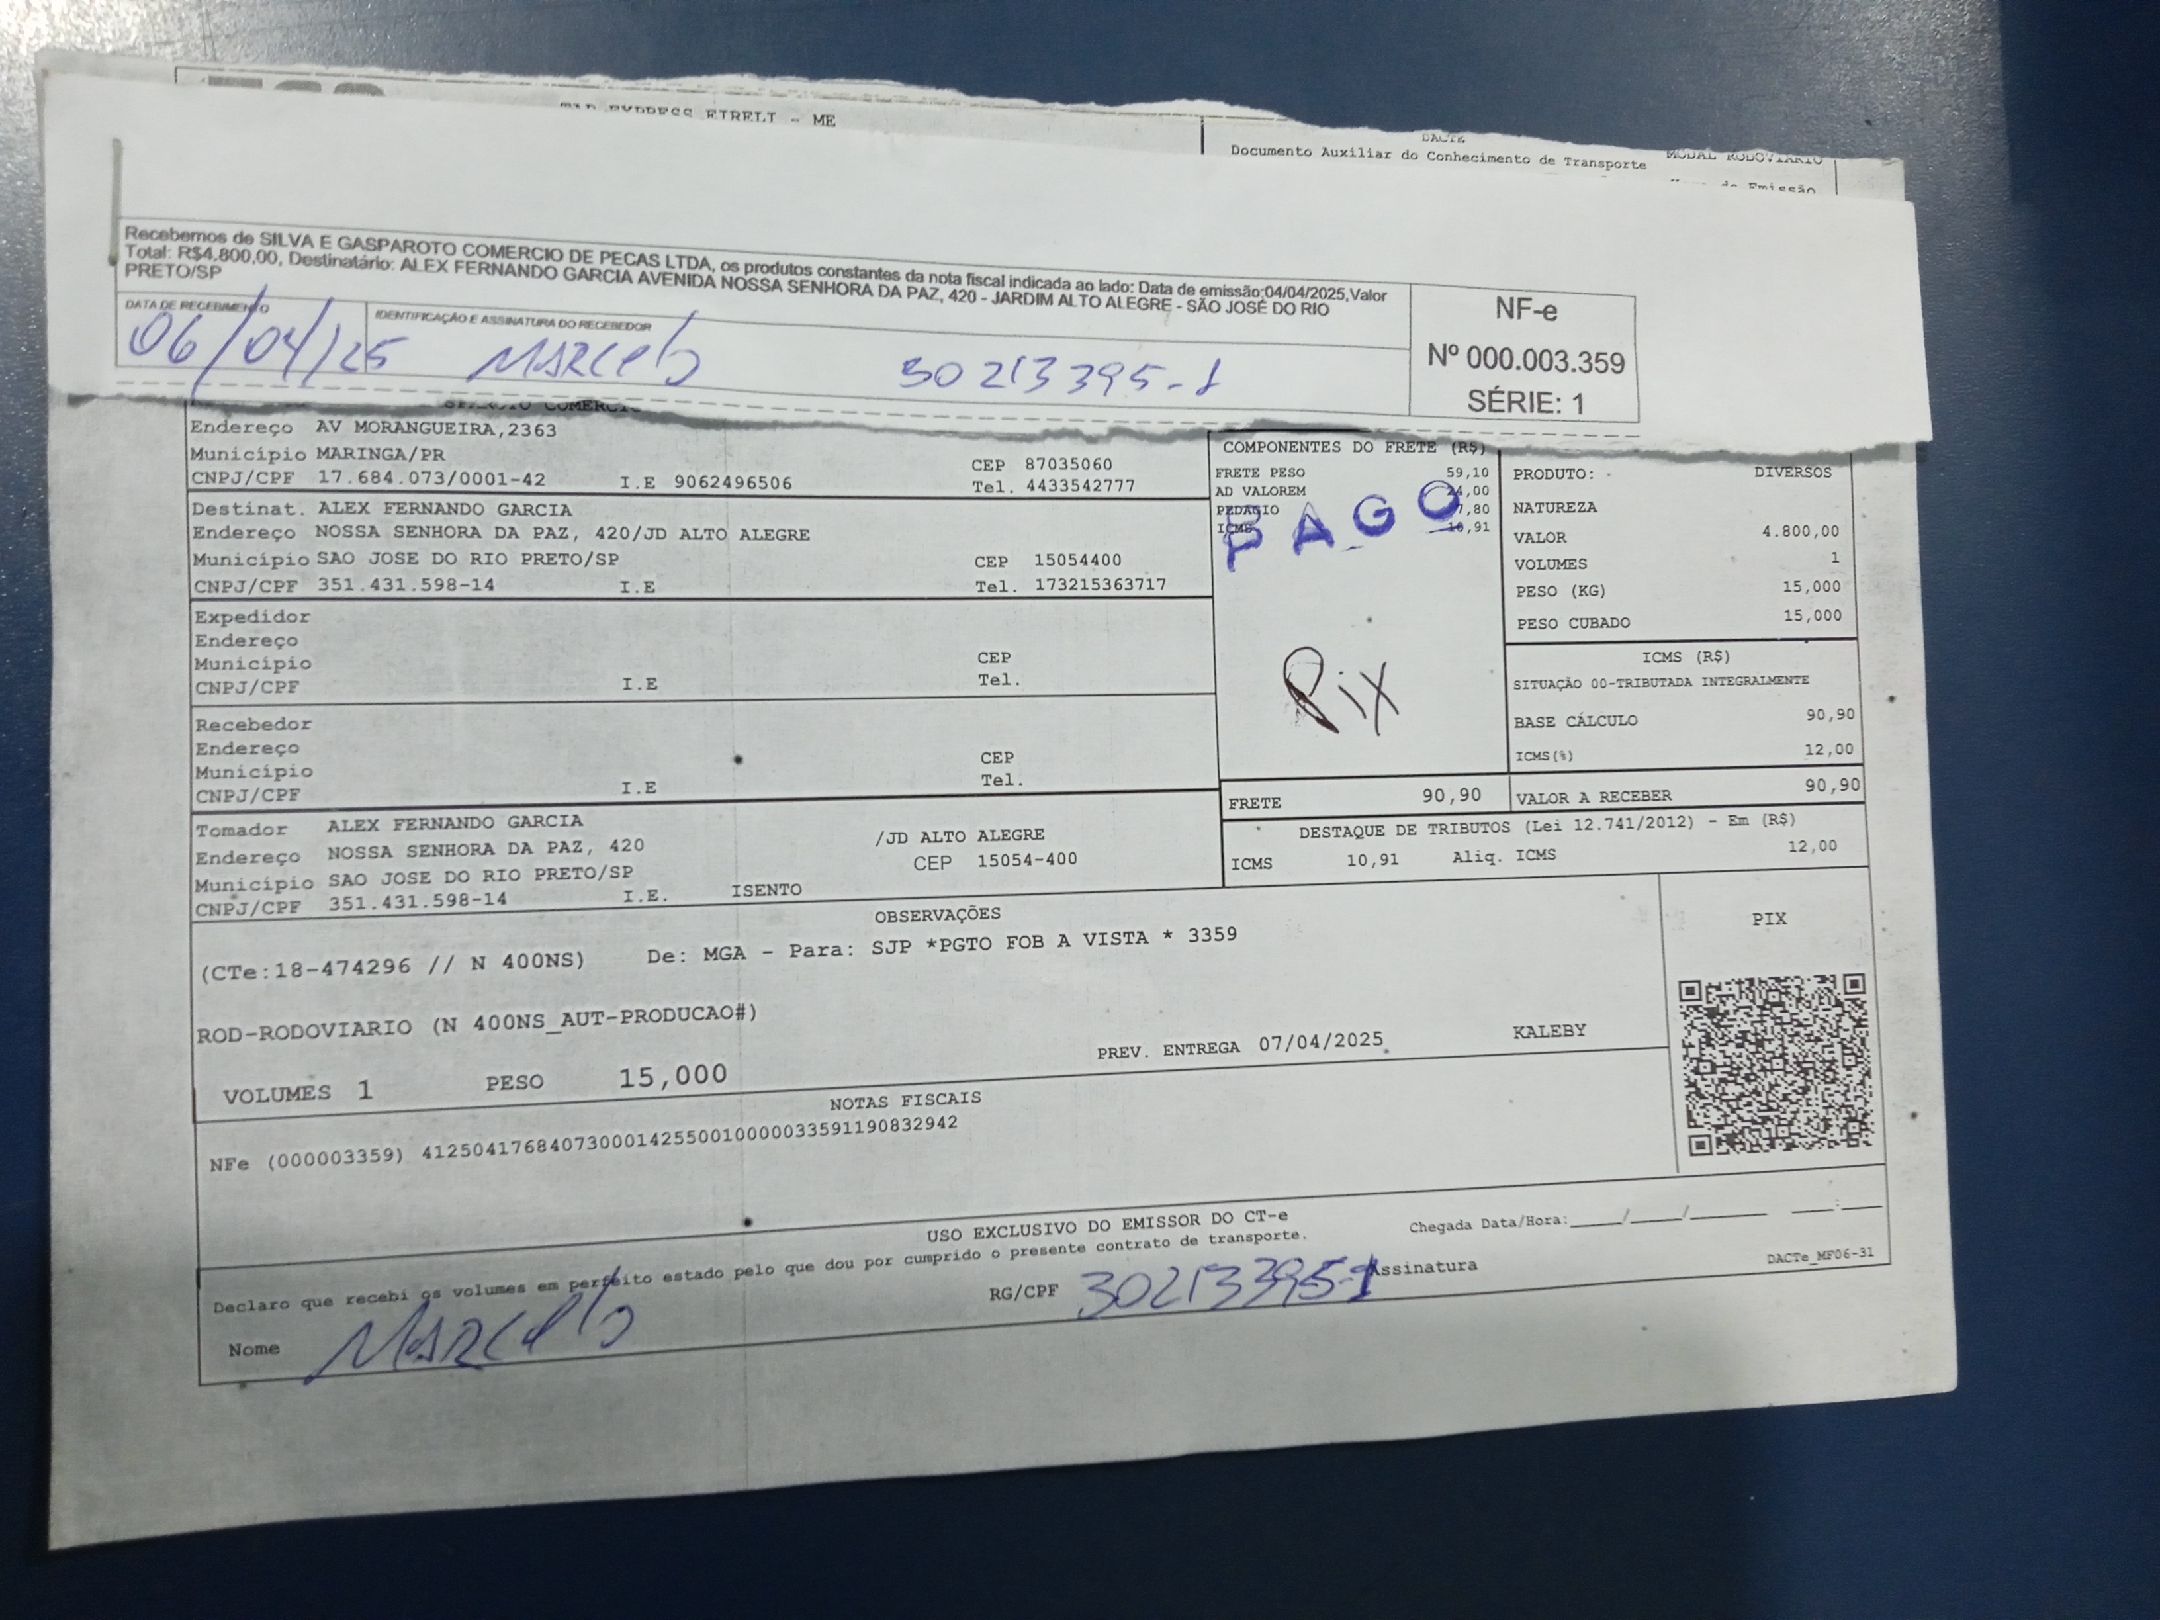 EIRELI - ME
DACTE
Documento Auxiliar do Conhecimento de Transporte
MODAL RODOVIÁRIO
de Emissão
Recebemos de SILVA E GASPAROTO COMERCIO DE PECAS LTDA, os produtos constantes da nota fiscal indicada ao lado: Data de emissão:04/04/2025,Valor
Total: R$4.800,00, Destinatário: ALEX FERNANDO GARCIA AVENIDA NOSSA SENHORA DA PAZ, 420 - JARDIM ALTO ALEGRE - SÃO JOSÉ DO RIO
PRETO/SP
DATA DE RECEBIMENTO
IDENTIFICAÇÃO E ASSINATURA DO RECEBEDOR
06/04/25 MARCELO 30213395-1
NF-e
Nº 000.003.359
SÉRIE: 1
Endereço AV MORANGUEIRA,2363
Município MARINGA/PR CEP 87035060
CNPJ/CPF 17.684.073/0001-42 I.E 9062496506 Tel. 4433542777
Destinat. ALEX FERNANDO GARCIA
Endereço NOSSA SENHORA DA PAZ, 420/JD ALTO ALEGRE
Município SAO JOSE DO RIO PRETO/SP CEP 15054400
CNPJ/CPF 351.431.598-14 I.E Tel. 173215363717
Expedidor
Endereço
Município CEP
CNPJ/CPF I.E Tel.
Recebedor
Endereço
Município CEP
CNPJ/CPF I.E Tel.
Tomador ALEX FERNANDO GARCIA
Endereço NOSSA SENHORA DA PAZ, 420 /JD ALTO ALEGRE
Município SAO JOSE DO RIO PRETO/SP CEP 15054-400
CNPJ/CPF 351.431.598-14 I.E. ISENTO
COMPONENTES DO FRETE (R$)
FRETE PESO 59,10
AD VALOREM
PEDAGIO
ICMS
PAGO
Pix
FRETE 90,90
PRODUTO: - DIVERSOS
NATUREZA
VALOR 4.800,00
VOLUMES 1
PESO (KG) 15,000
PESO CUBADO 15,000
ICMS (R$)
SITUAÇÃO 00-TRIBUTADA INTEGRALMENTE
BASE CÁLCULO 90,90
ICMS(%) 12,00
VALOR A RECEBER 90,90
DESTAQUE DE TRIBUTOS (Lei 12.741/2012) - Em (R$)
ICMS 10,91 Aliq. ICMS 12,00
OBSERVAÇÕES
(CTe:18-474296 // N 400NS) De: MGA - Para: SJP *PGTO FOB A VISTA * 3359
ROD-RODOVIARIO (N 400NS_AUT-PRODUCAO#)
PREV. ENTREGA 07/04/2025 KALEBY
VOLUMES 1 PESO 15,000
PIX
NOTAS FISCAIS
NFe (000003359) 41250417684073000142550010000033591190832942
USO EXCLUSIVO DO EMISSOR DO CT-e
Declaro que recebi os volumes em perfeito estado pelo que dou por cumprido o presente contrato de transporte.
Chegada Data/Hora:____/____/______ ___:___
Nome MARCELO RG/CPF 30213395-1 Assinatura
DACTe_MF06-31